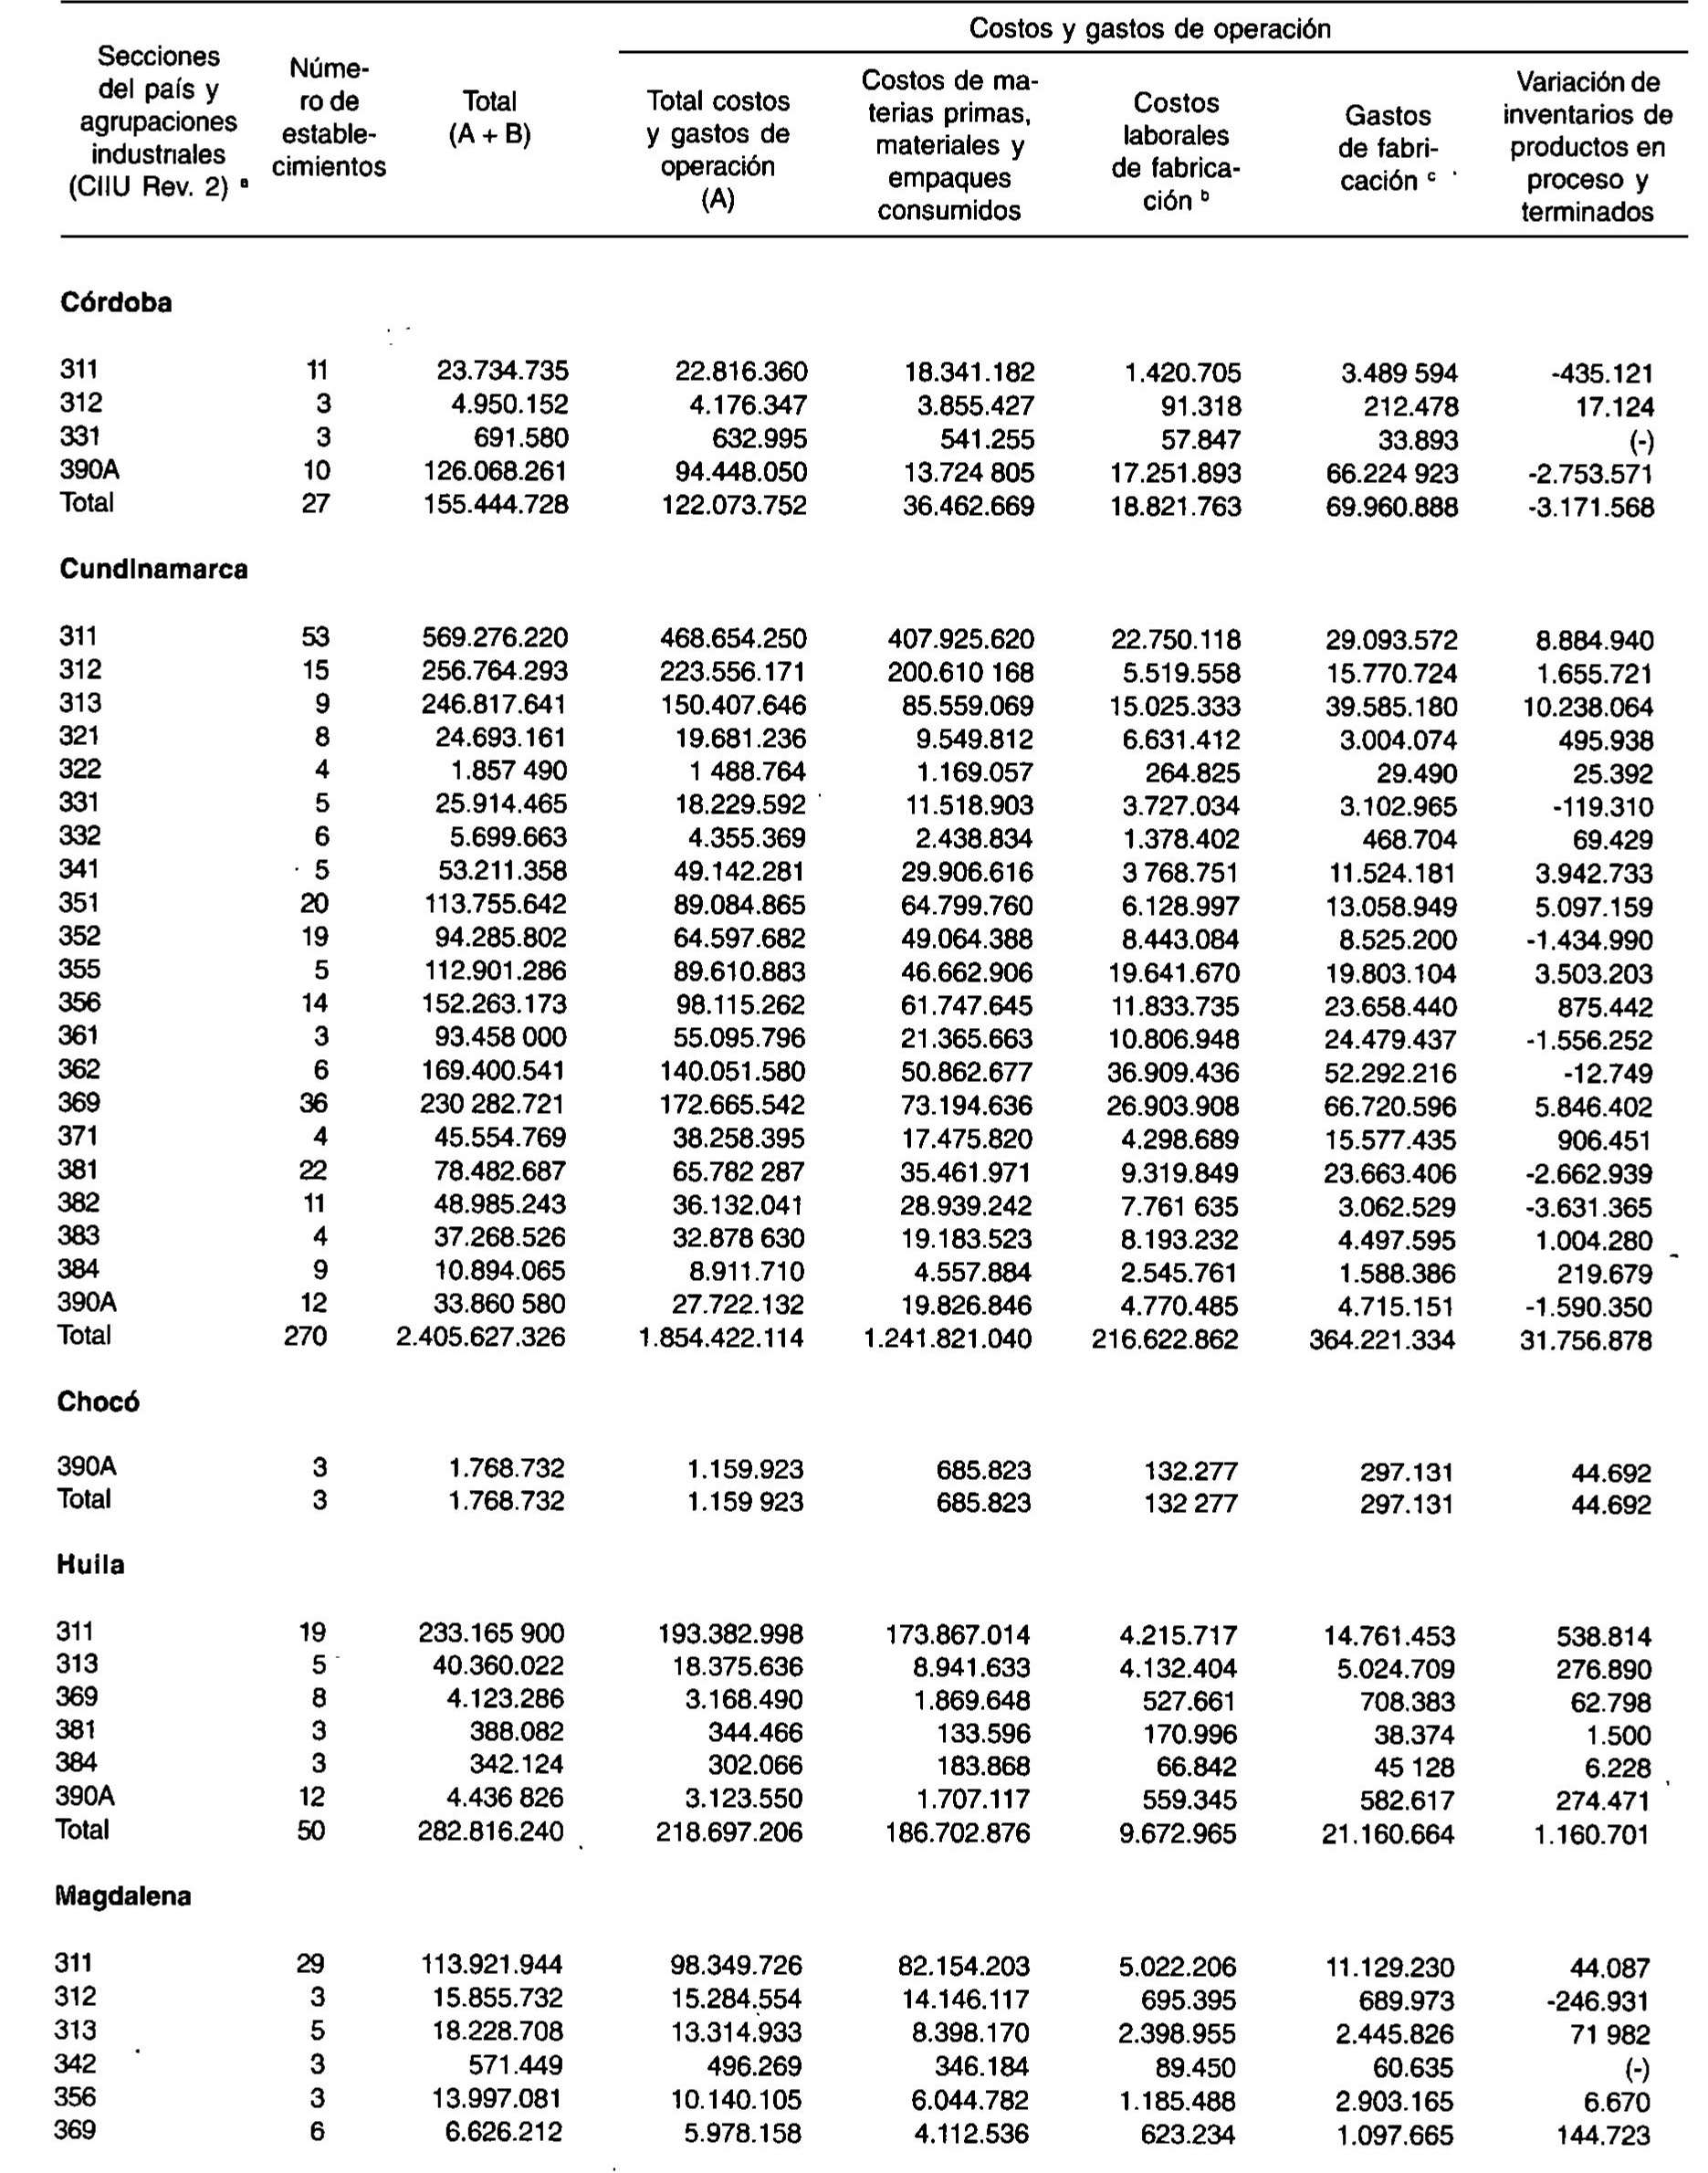 Costos y gastos de operación
Secciones del país y agrupaciones industriales (CIIU Rev. 2) a
Núme-ro de estable-cimientos
Total (A + B)
Total costos y gastos de operación (A)
Costos de ma-terias primas, materiales y empaques consumidos
Costos laborales de fabrica-ción b
Gastos de fabri-cación c
Variación de inventarios de productos en proceso y terminados
Córdoba
311 11 23.734.735 22.816.360 18.341.182 1.420.705 3.489 594 -435.121
312 3 4.950.152 4.176.347 3.855.427 91.318 212.478 17.124
331 3 691.580 632.995 541.255 57.847 33.893 (-)
390A 10 126.068.261 94.448.050 13.724 805 17.251.893 66.224 923 -2.753.571
Total 27 155.444.728 122.073.752 36.462.669 18.821.763 69.960.888 -3.171.568
Cundinamarca
311 53 569.276.220 468.654.250 407.925.620 22.750.118 29.093.572 8.884.940
312 15 256.764.293 223.556.171 200.610 168 5.519.558 15.770.724 1.655.721
313 9 246.817.641 150.407.646 85.559.069 15.025.333 39.585.180 10.238.064
321 8 24.693.161 19.681.236 9.549.812 6.631.412 3.004.074 495.938
322 4 1.857 490 1 488.764 1.169.057 264.825 29.490 25.392
331 5 25.914.465 18.229.592 11.518.903 3.727.034 3.102.965 -119.310
332 6 5.699.663 4.355.369 2.438.834 1.378.402 468.704 69.429
341 5 53.211.358 49.142.281 29.906.616 3 768.751 11.524.181 3.942.733
351 20 113.755.642 89.084.865 64.799.760 6.128.997 13.058.949 5.097.159
352 19 94.285.802 64.597.682 49.064.388 8.443.084 8.525.200 -1.434.990
355 5 112.901.286 89.610.883 46.662.906 19.641.670 19.803.104 3.503.203
356 14 152.263.173 98.115.262 61.747.645 11.833.735 23.658.440 875.442
361 3 93.458 000 55.095.796 21.365.663 10.806.948 24.479.437 -1.556.252
362 6 169.400.541 140.051.580 50.862.677 36.909.436 52.292.216 -12.749
369 36 230 282.721 172.665.542 73.194.636 26.903.908 66.720.596 5.846.402
371 4 45.554.769 38.258.395 17.475.820 4.298.689 15.577.435 906.451
381 22 78.482.687 65.782 287 35.461.971 9.319.849 23.663.406 -2.662.939
382 11 48.985.243 36.132.041 28.939.242 7.761 635 3.062.529 -3.631.365
383 4 37.268.526 32.878 630 19.183.523 8.193.232 4.497.595 1.004.280
384 9 10.894.065 8.911.710 4.557.884 2.545.761 1.588.386 219.679
390A 12 33.860 580 27.722.132 19.826.846 4.770.485 4.715.151 -1.590.350
Total 270 2.405.627.326 1.854.422.114 1.241.821.040 216.622.862 364.221.334 31.756.878
Chocó
390A 3 1.768.732 1.159.923 685.823 132.277 297.131 44.692
Total 3 1.768.732 1.159 923 685.823 132 277 297.131 44.692
Huila
311 19 233.165 900 193.382.998 173.867.014 4.215.717 14.761.453 538.814
313 5 40.360.022 18.375.636 8.941.633 4.132.404 5.024.709 276.890
369 8 4.123.286 3.168.490 1.869.648 527.661 708.383 62.798
381 3 388.082 344.466 133.596 170.996 38.374 1.500
384 3 342.124 302.066 183.868 66.842 45 128 6.228
390A 12 4.436 826 3.123.550 1.707.117 559.345 582.617 274.471
Total 50 282.816.240 218.697.206 186.702.876 9.672.965 21.160.664 1.160.701
Magdalena
311 29 113.921.944 98.349.726 82.154.203 5.022.206 11.129.230 44.087
312 3 15.855.732 15.284.554 14.146.117 695.395 689.973 -246.931
313 5 18.228.708 13.314.933 8.398.170 2.398.955 2.445.826 71 982
342 3 571.449 496.269 346.184 89.450 60.635 (-)
356 3 13.997.081 10.140.105 6.044.782 1.185.488 2.903.165 6.670
369 6 6.626.212 5.978.158 4.112.536 623.234 1.097.665 144.723